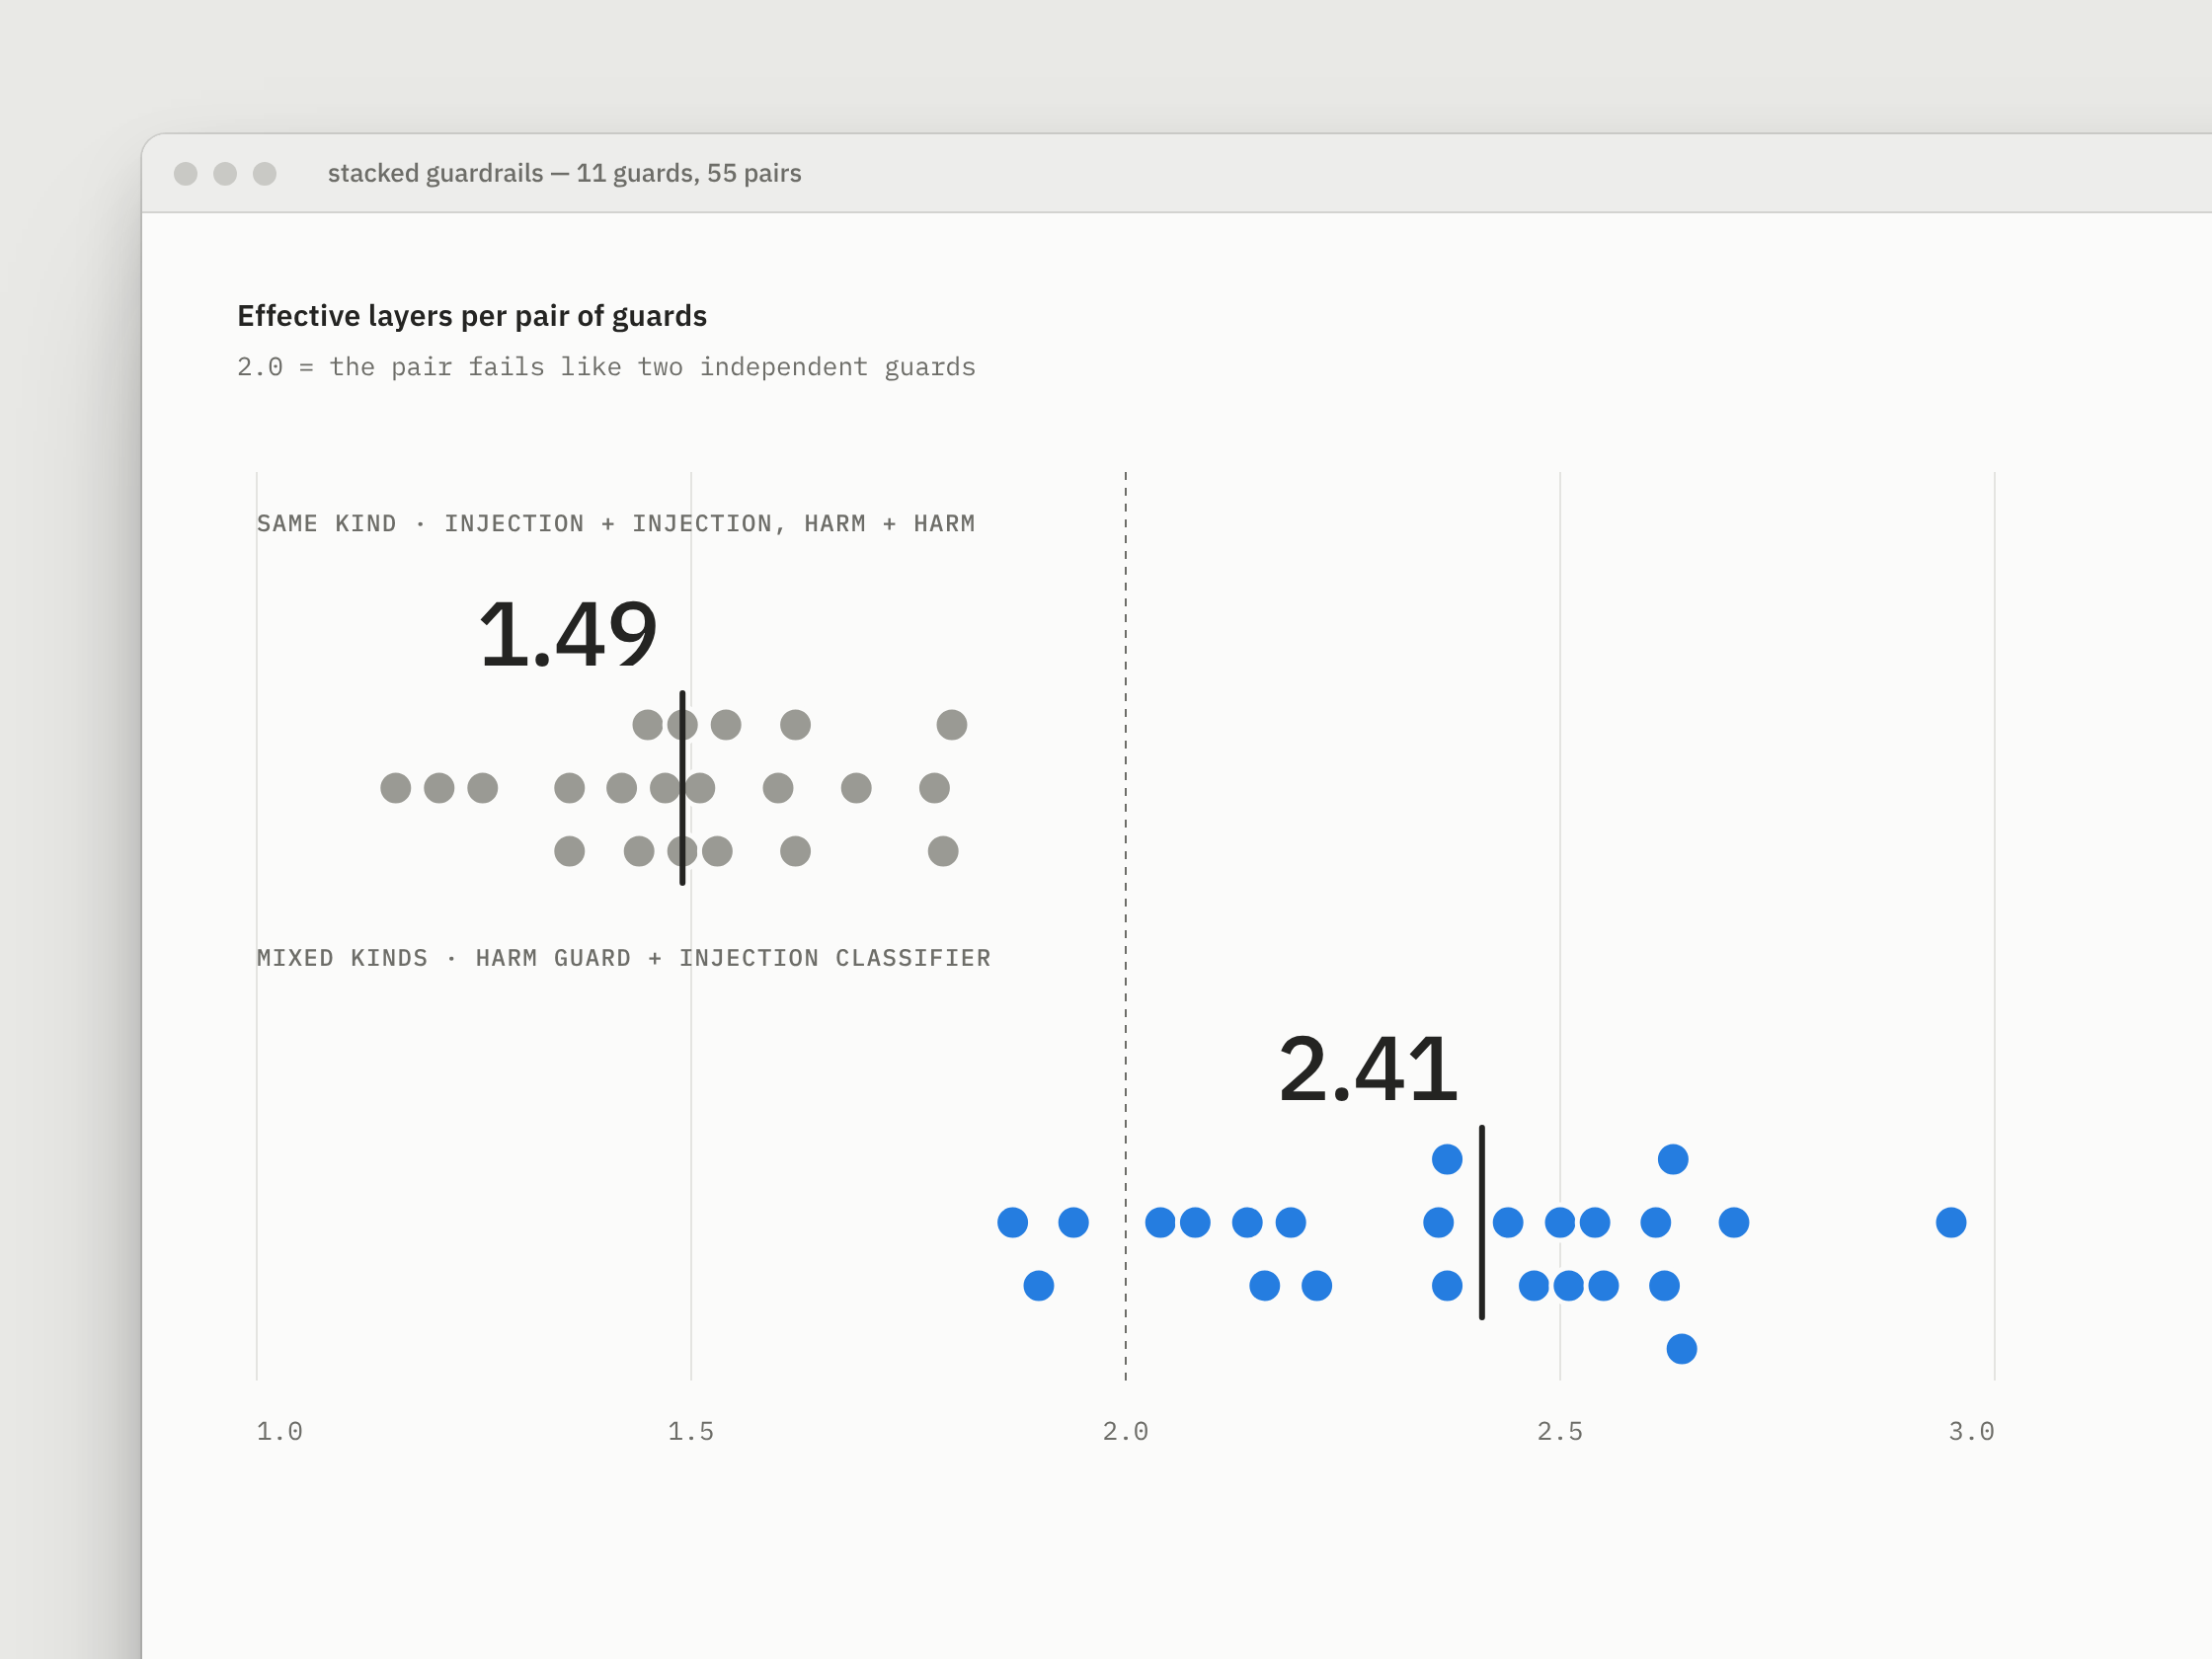 stacked guardrails — 11 guards, 55 pairs
Effective layers per pair of guards
2.0 = the pair fails like two independent guards
SAME KIND · INJECTION + INJECTION, HARM + HARM
1.49
MIXED KINDS · HARM GUARD + INJECTION CLASSIFIER
2.41
1.0 1.5 2.0 2.5 3.0